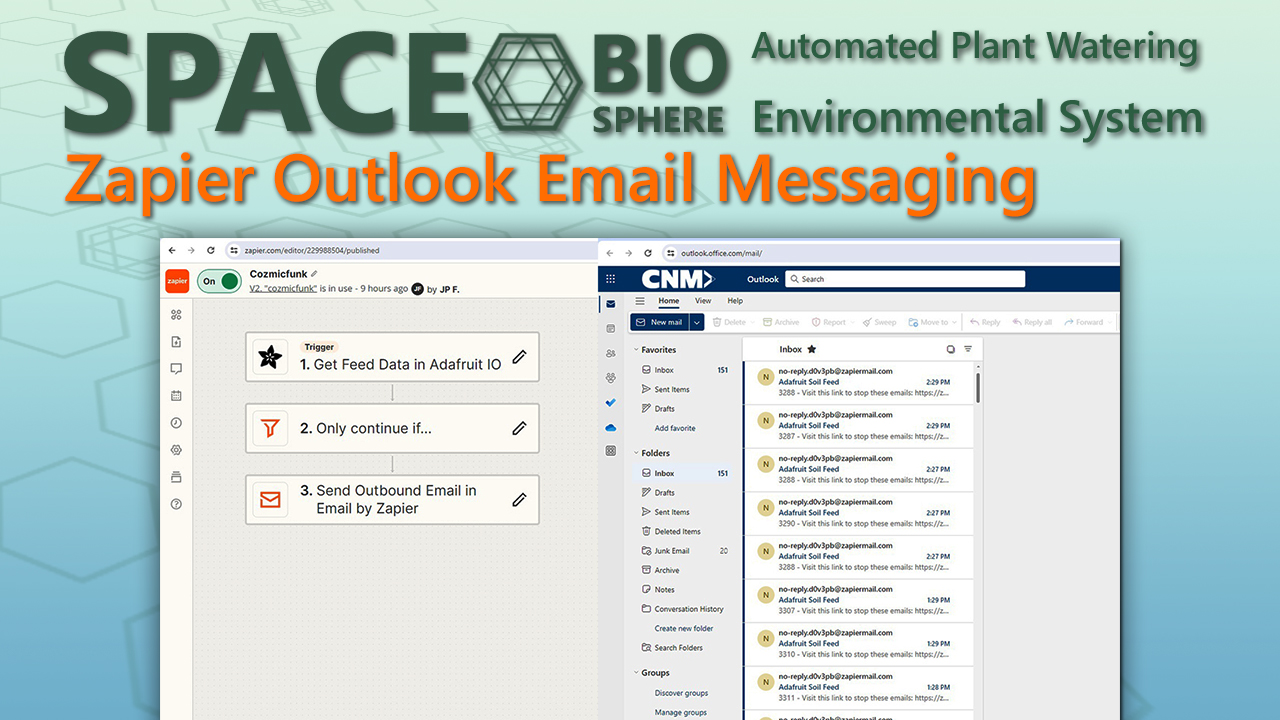 SPACE BIO
SPHERE
Automated Plant Watering
Environmental System
Zapier Outlook Email Messaging
zapier.com/editor/229988504/published
zapier
On
Cozmicfunk
V2. "cozmicfunk" is in use - 9 hours ago JF by JP F.
Trigger
1. Get Feed Data in Adafruit IO
2. Only continue if...
3. Send Outbound Email in
Email by Zapier
outlook.office.com/mail/
CNM
Outlook
Search
Home View Help
New mail
Delete
Archive
Report
Sweep
Move to
Reply
Reply all
Forward
Favorites
Inbox 151
Sent Items
Drafts
Add favorite
Folders
Inbox 151
Drafts
Sent Items
Deleted Items
Junk Email 20
Archive
Notes
Conversation History
Create new folder
Search Folders
Groups
Discover groups
Manage groups
Inbox
N
no-reply.d0v3pb@zapiermail.com
Adafruit Soil Feed 2:29 PM
3288 - Visit this link to stop these emails: https://z...
N
no-reply.d0v3pb@zapiermail.com
Adafruit Soil Feed 2:29 PM
3287 - Visit this link to stop these emails: https://z...
N
no-reply.d0v3pb@zapiermail.com
Adafruit Soil Feed 2:27 PM
3288 - Visit this link to stop these emails: https://z...
N
no-reply.d0v3pb@zapiermail.com
Adafruit Soil Feed 2:27 PM
3290 - Visit this link to stop these emails: https://z...
N
no-reply.d0v3pb@zapiermail.com
Adafruit Soil Feed 2:27 PM
3288 - Visit this link to stop these emails: https://z...
N
no-reply.d0v3pb@zapiermail.com
Adafruit Soil Feed 1:29 PM
3307 - Visit this link to stop these emails: https://z...
N
no-reply.d0v3pb@zapiermail.com
Adafruit Soil Feed 1:29 PM
3310 - Visit this link to stop these emails: https://z...
N
no-reply.d0v3pb@zapiermail.com
Adafruit Soil Feed 1:28 PM
3311 - Visit this link to stop these emails: https://z...